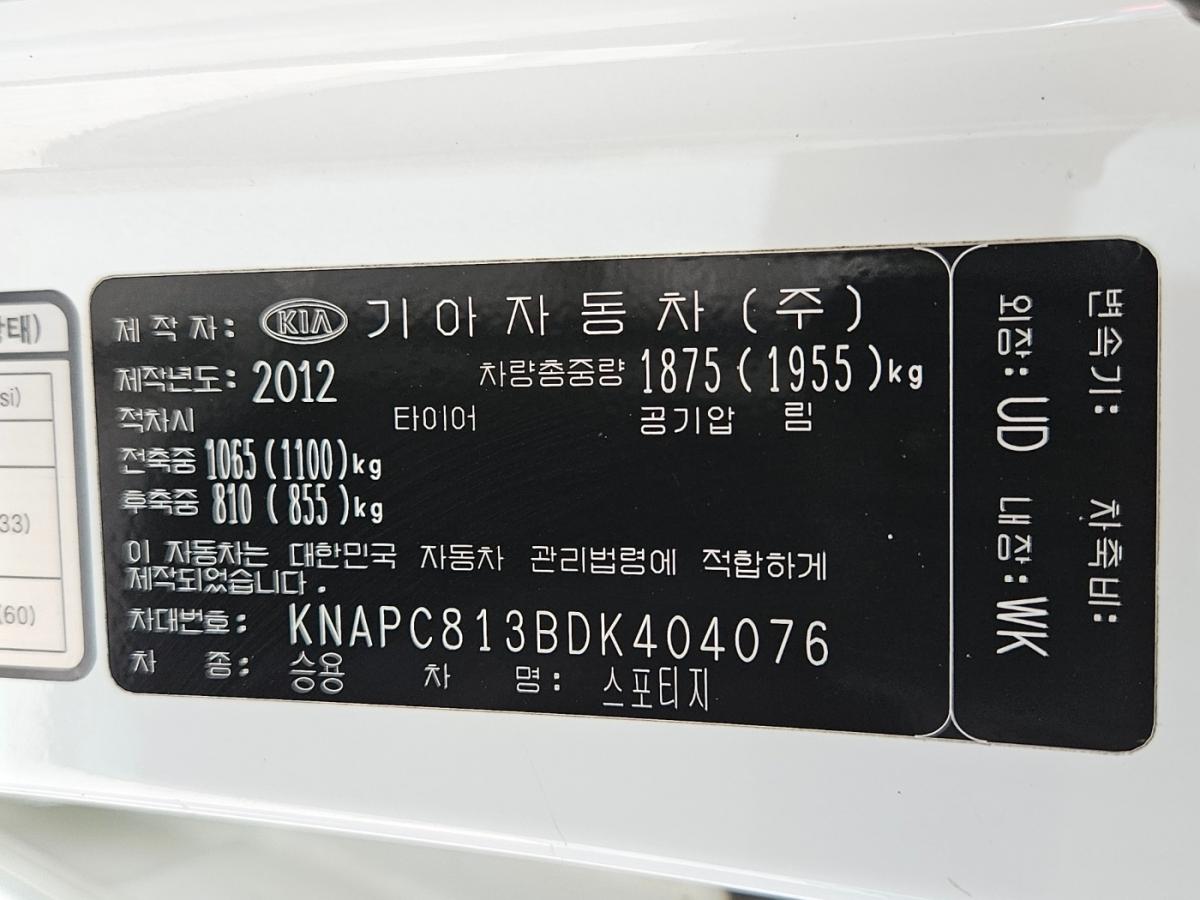 제 작 자: KIA 기 아 자 동 차 ( 주 )
제작년도: 2012 차량총중량 1875 (1955) kg
적차시 타이어 공기압 림
전축중 1065 (1100) kg
후축중 810 ( 855 ) kg
이 자동차는 대한민국 자동차 관리법령에 적합하게
제작되었습니다.
차대번호: KNAPC813BDK404076
차 종: 승용 차 명: 스포티지
변속기: 차축비:
외장: UD 내장: WK
상태)
si)
33)
(60)